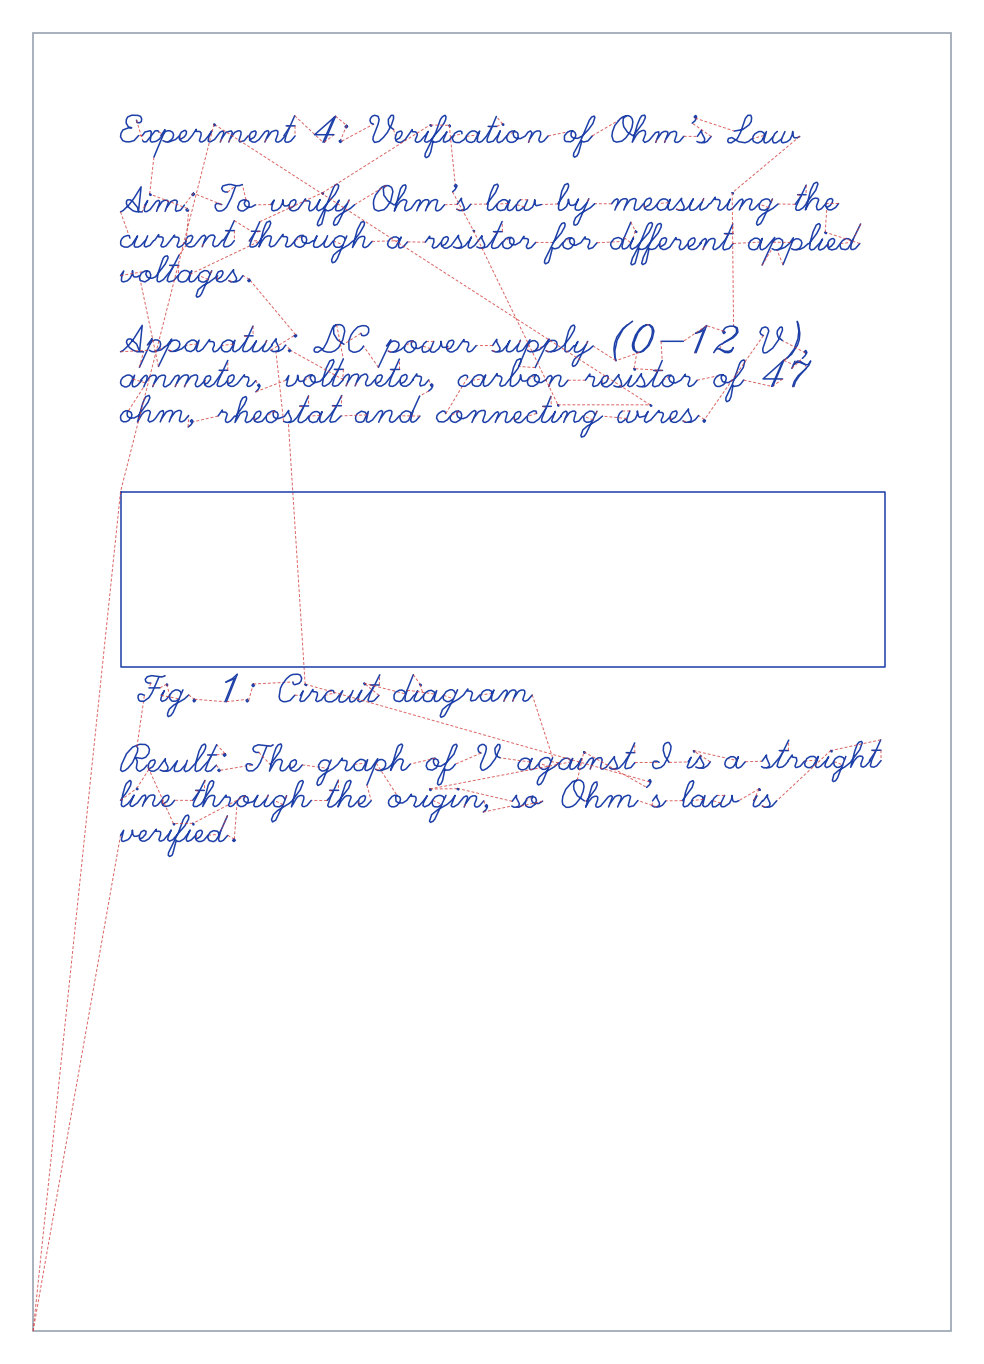 Experiment 4: Verification of Ohm's Law
Aim: To verify Ohm's law by measuring the
current through a resistor for different applied
voltages.
Apparatus: DC power supply (0–12 V),
ammeter, voltmeter, carbon resistor of 47
ohm, rheostat and connecting wires.
Fig. 1: Circuit diagram
Result: The graph of V against I is a straight
line through the origin, so Ohm's law is
verified.